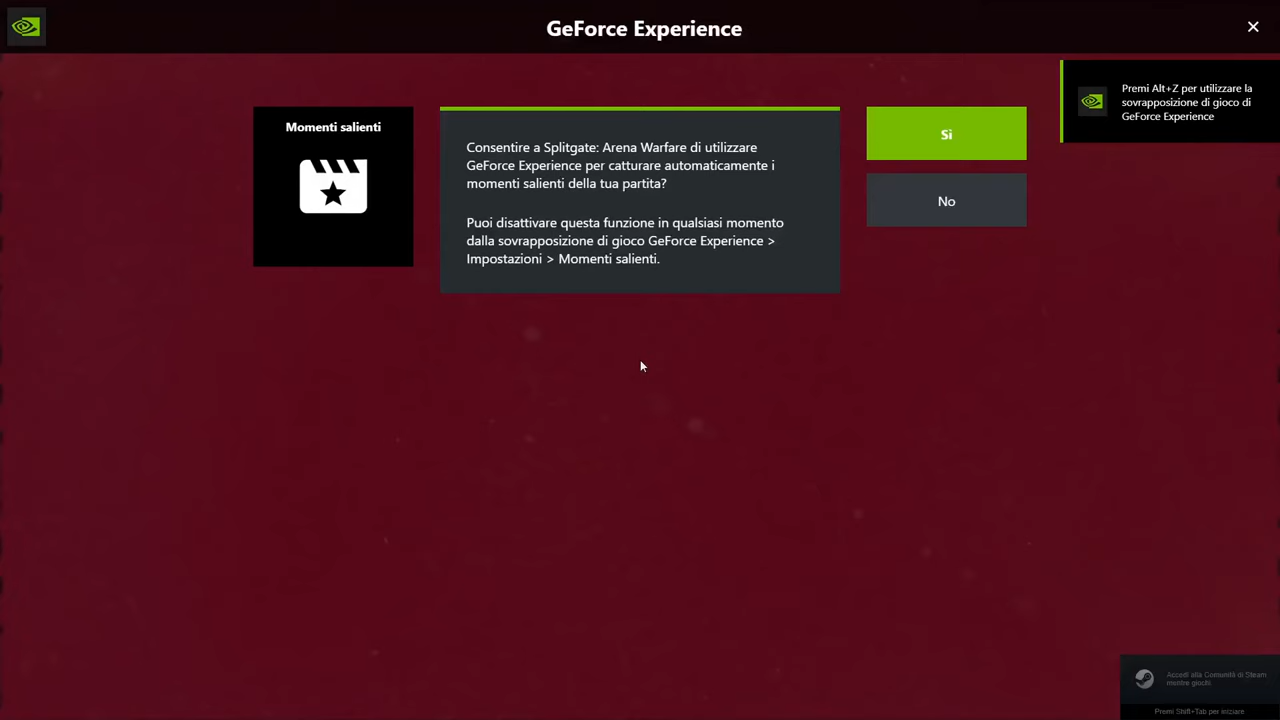 GeForce Experience
Premi Alt+Z per utilizzare la
sovrapposizione di gioco di
GeForce Experience
Momenti salienti
Consentire a Splitgate: Arena Warfare di utilizzare
GeForce Experience per catturare automaticamente i
momenti salienti della tua partita?
Puoi disattivare questa funzione in qualsiasi momento
dalla sovrapposizione di gioco GeForce Experience >
Impostazioni > Momenti salienti.
Sì
No
Accedi alla Comunità di Steam
mentre giochi.
Premi Shift+Tab per iniziare